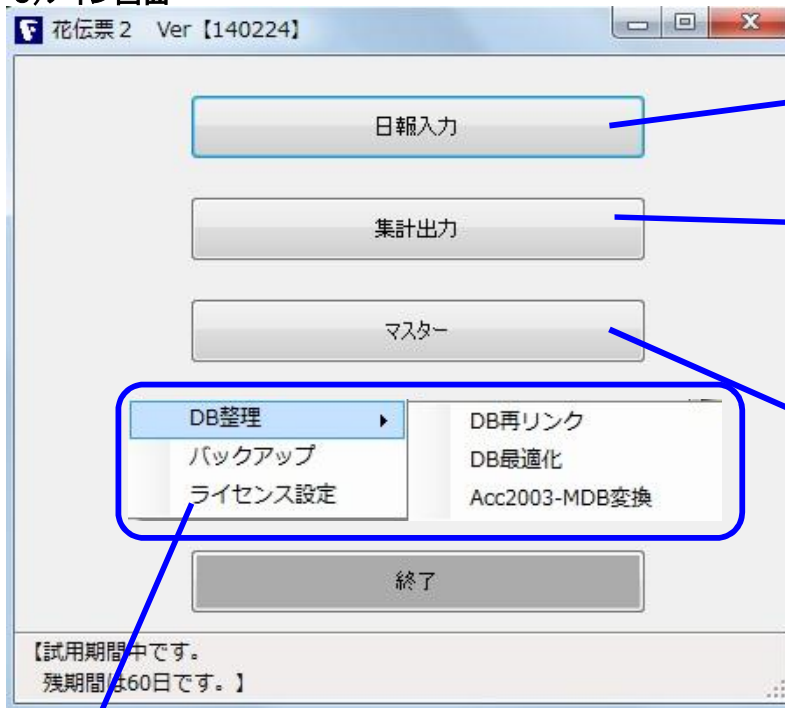 花伝票2 Ver【140224】
日報入力
集計出力
マスター
DB整理
DB再リンク
バックアップ
DB最適化
ライセンス設定
Acc2003-MDB変換
終了
【試用期間中です。
残期間は60日です。】